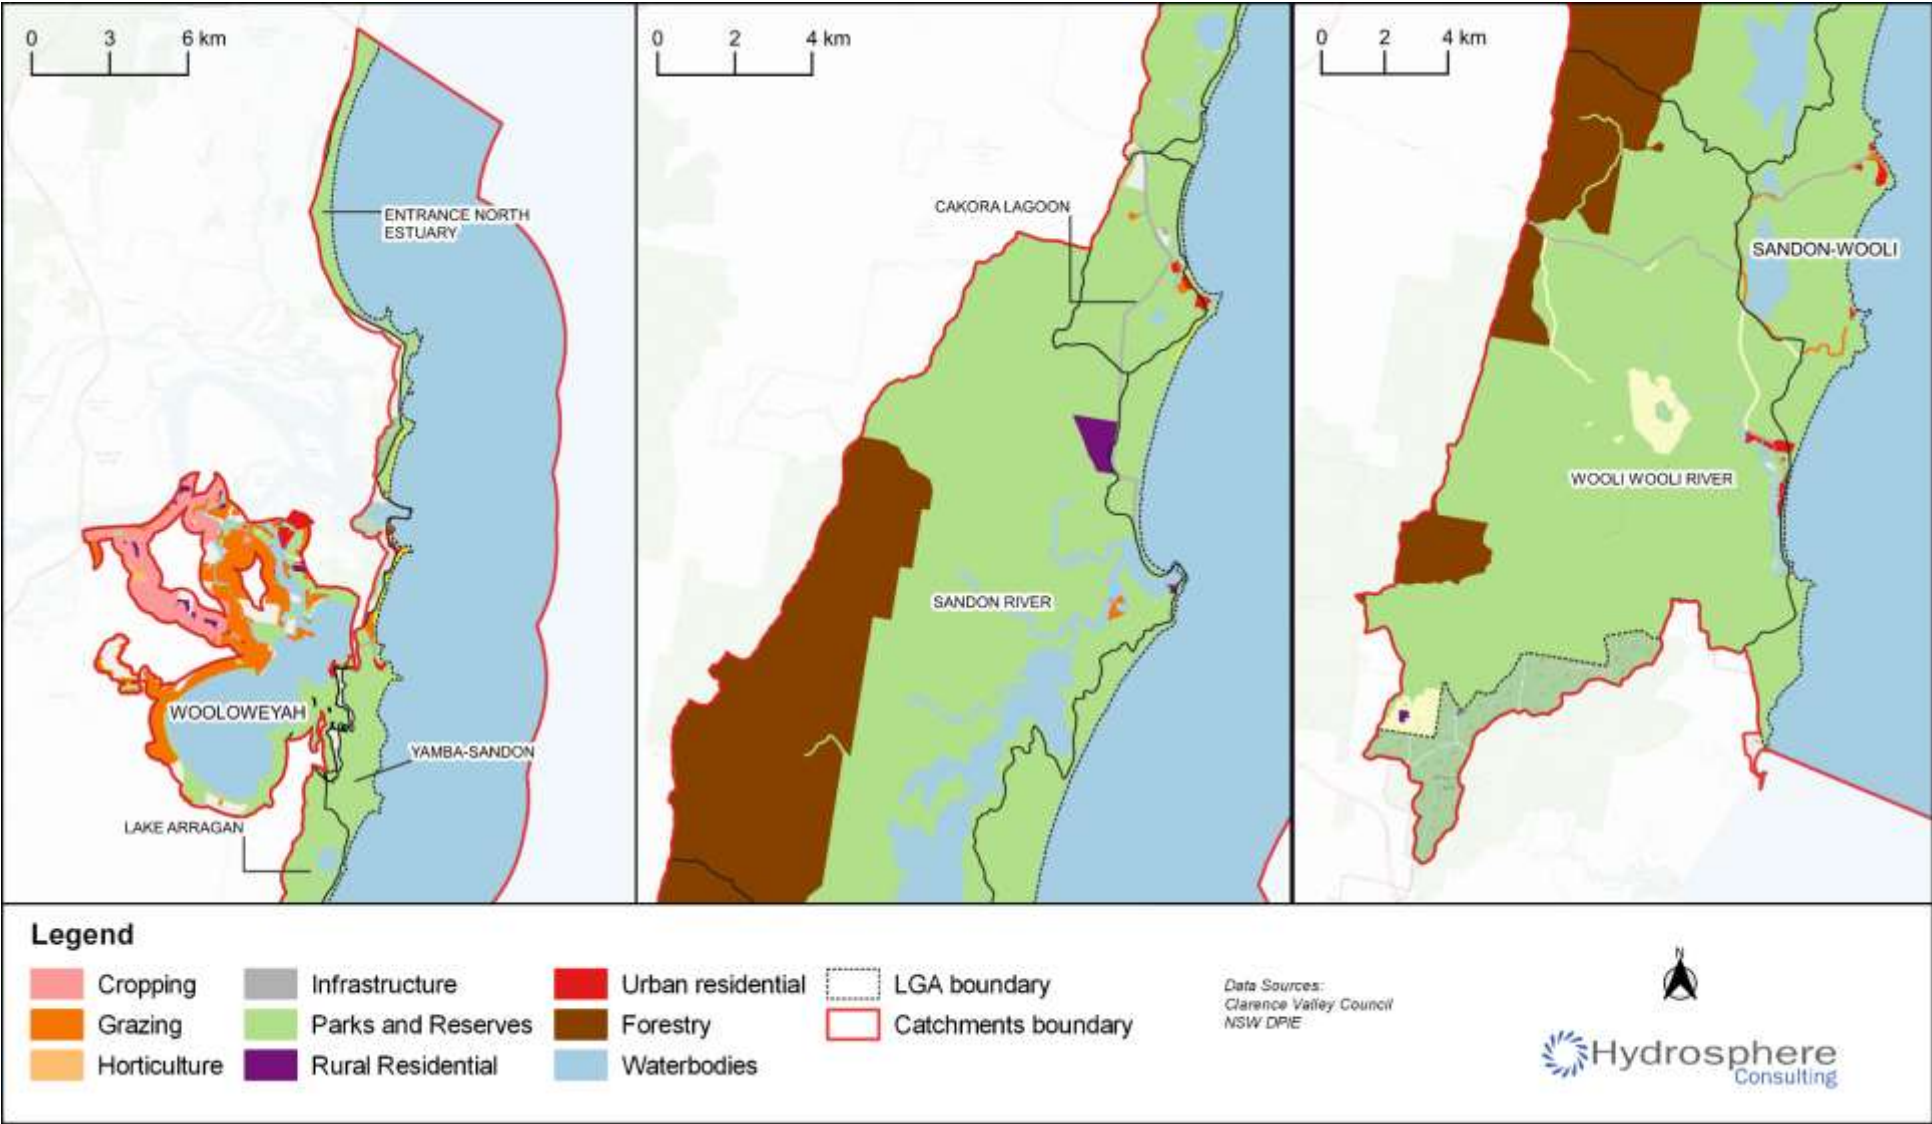 0 3 6 km
ENTRANCE NORTH
ESTUARY
WOOLOWEYAH
YAMBA-SANDON
LAKE ARRAGAN
0 2 4 km
CAKORA LAGOON
SANDON RIVER
0 2 4 km
SANDON-WOOLI
WOOLI WOOLI RIVER
Legend
Cropping
Grazing
Horticulture
Infrastructure
Parks and Reserves
Rural Residential
Urban residential
Forestry
Waterbodies
LGA boundary
Catchments boundary
Data Sources:
Clarence Valley Council
NSW DPIE
N
Hydrosphere
Consulting